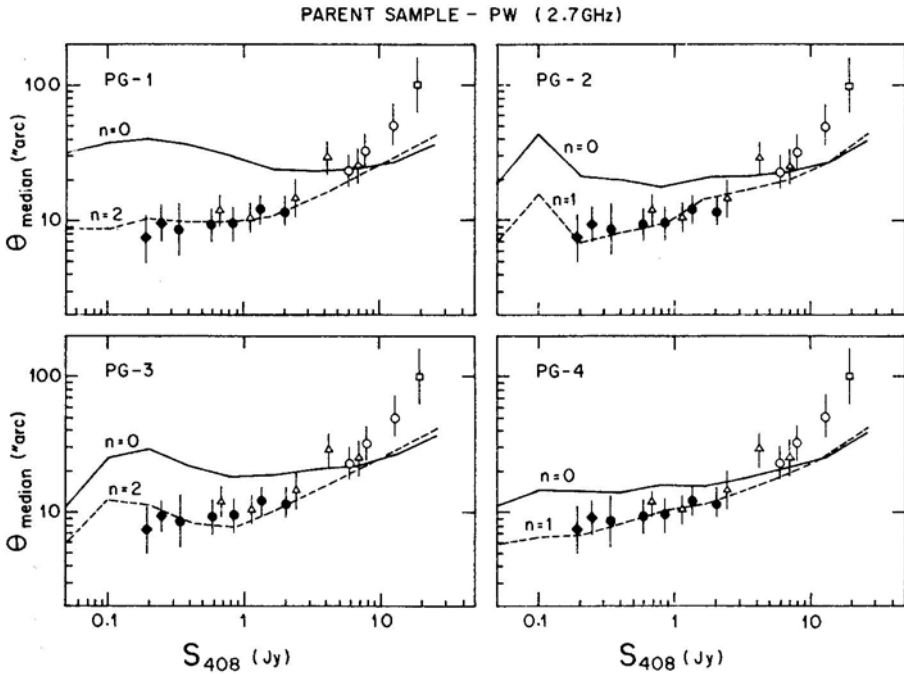 PARENT SAMPLE - PW (2.7GHz)
PG-1
PG-2
100
n=0
n=0
10
n=2
n=1
θ median ("arc)
PG-3
PG-4
100
n=0
n=0
10
n=2
n=1
θ median ("arc)
0.1 1 10
0.1 1 10
S408 (Jy)
S408 (Jy)